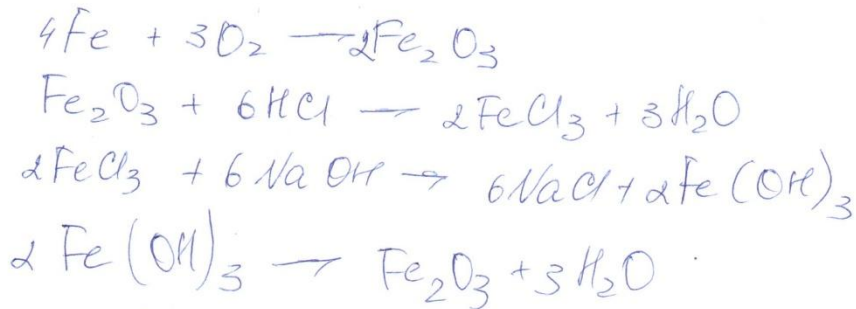 4Fe + 3O₂ — 2Fe₂O₃
Fe₂O₃ + 6HCl — 2FeCl₃ + 3H₂O
2FeCl₃ + 6NaOH → 6NaCl + 2Fe(OH)₃
2Fe(OH)₃ → Fe₂O₃ + 3H₂O